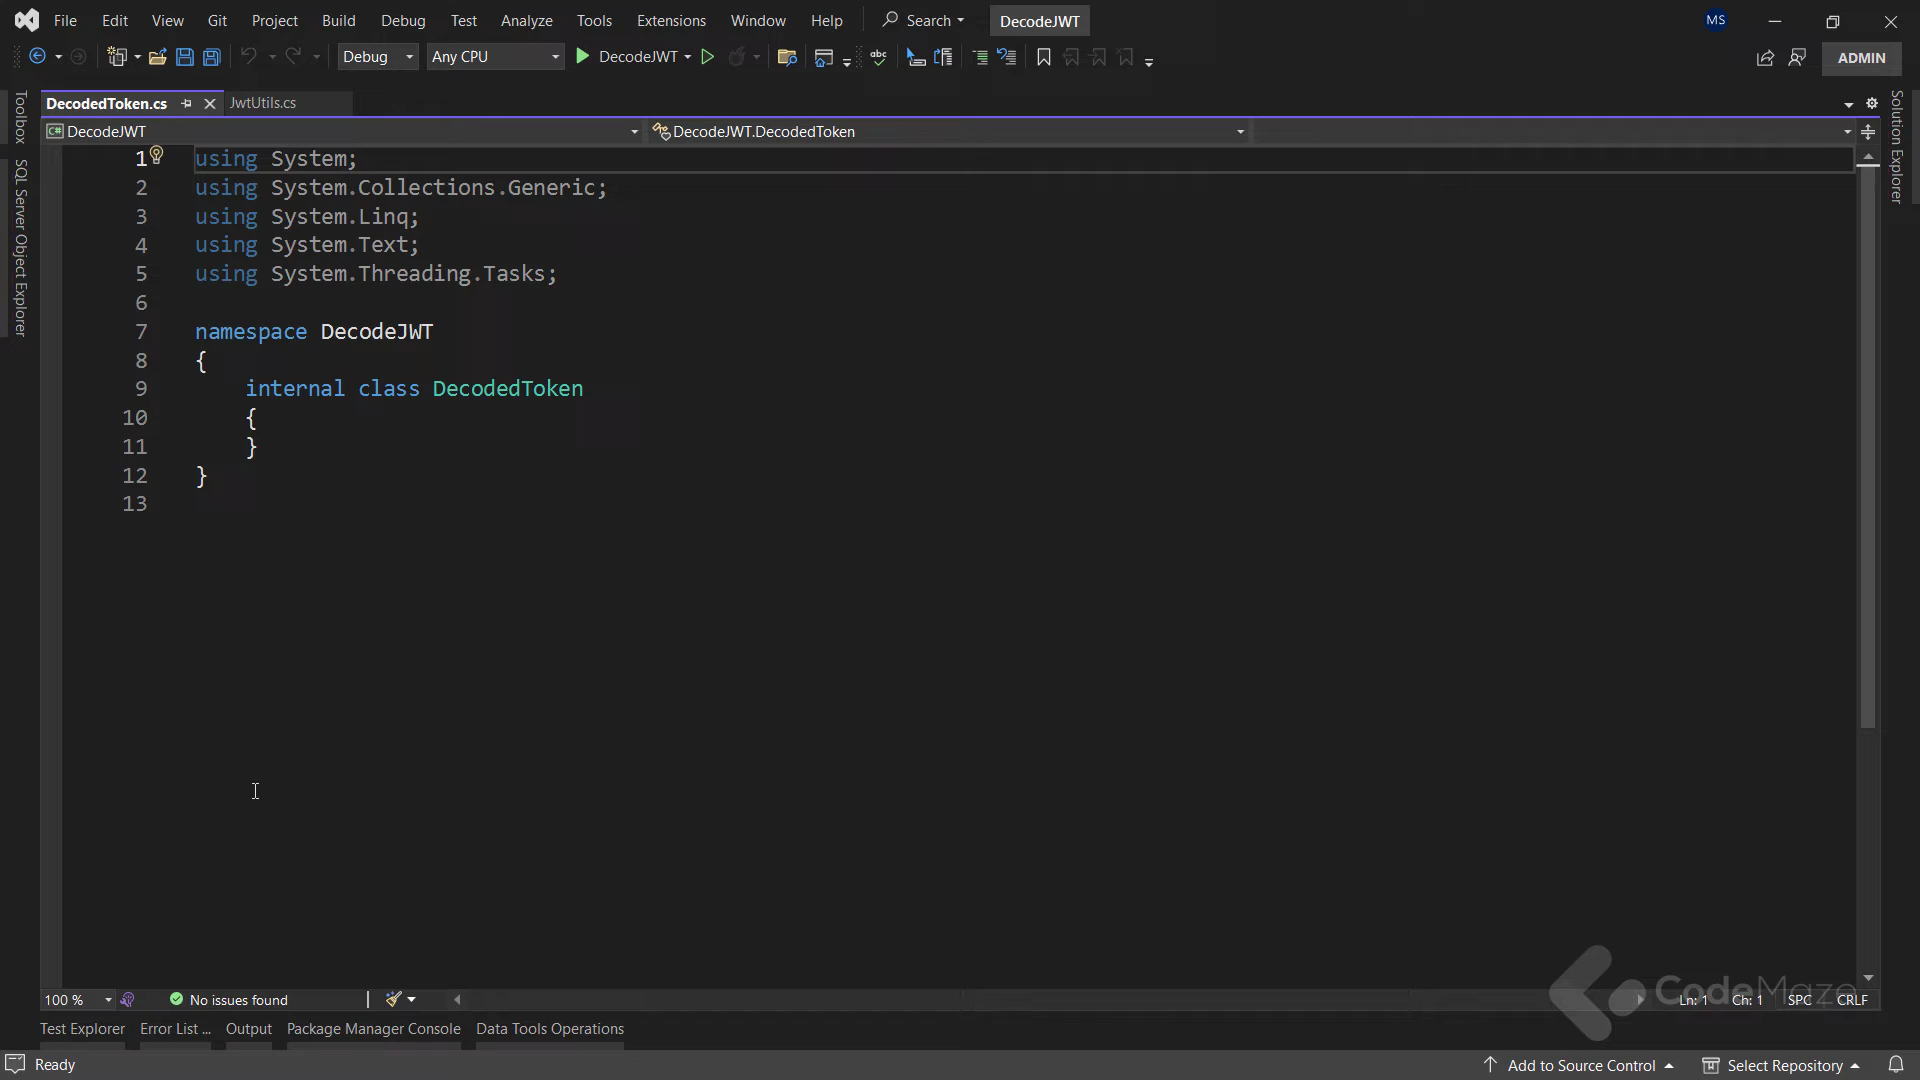 File Edit View Git Project Build Debug Test Analyze Tools Extensions Window Help Search DecodeJWT MS
Debug Any CPU DecodeJWT ADMIN
DecodedToken.cs JwtUtils.cs
C# DecodeJWT DecodeJWT.DecodedToken
Toolbox
SQL Server Object Explorer
Solution Explorer
1 using System;
2 using System.Collections.Generic;
3 using System.Linq;
4 using System.Text;
5 using System.Threading.Tasks;
6
7 namespace DecodeJWT
8 {
9 internal class DecodedToken
10 {
11 }
12 }
13
100 % No issues found Ln: 1 Ch: 1 SPC CRLF
CodeMaze
Test Explorer Error List ... Output Package Manager Console Data Tools Operations
Ready Add to Source Control Select Repository